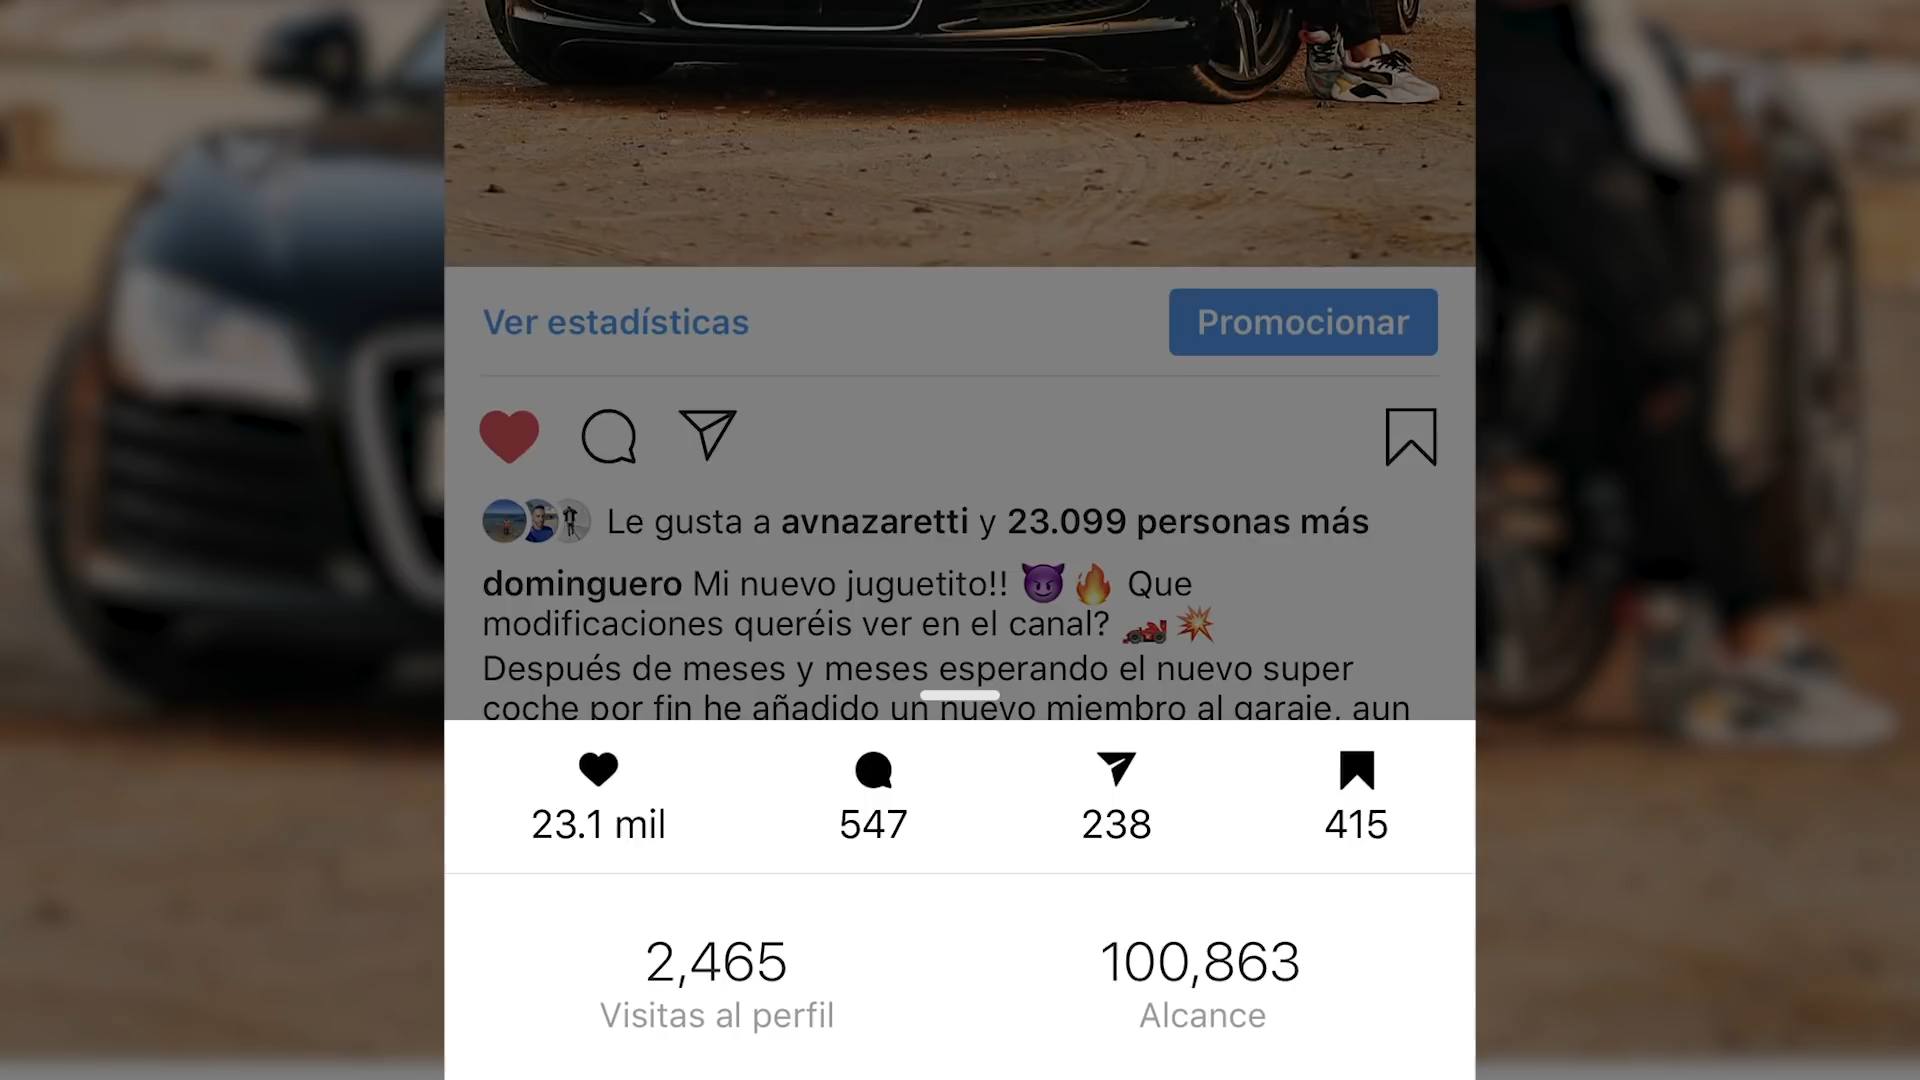 Ver estadísticas
Promocionar
Le gusta a avnazaretti y 23.099 personas más
dominguero Mi nuevo juguetito!! 😈🔥 Que
modificaciones queréis ver en el canal? 🏎️💥
Después de meses y meses esperando el nuevo super
coche por fin he añadido un nuevo miembro al garaje, aun
23.1 mil
547
238
415
2,465
Visitas al perfil
100,863
Alcance